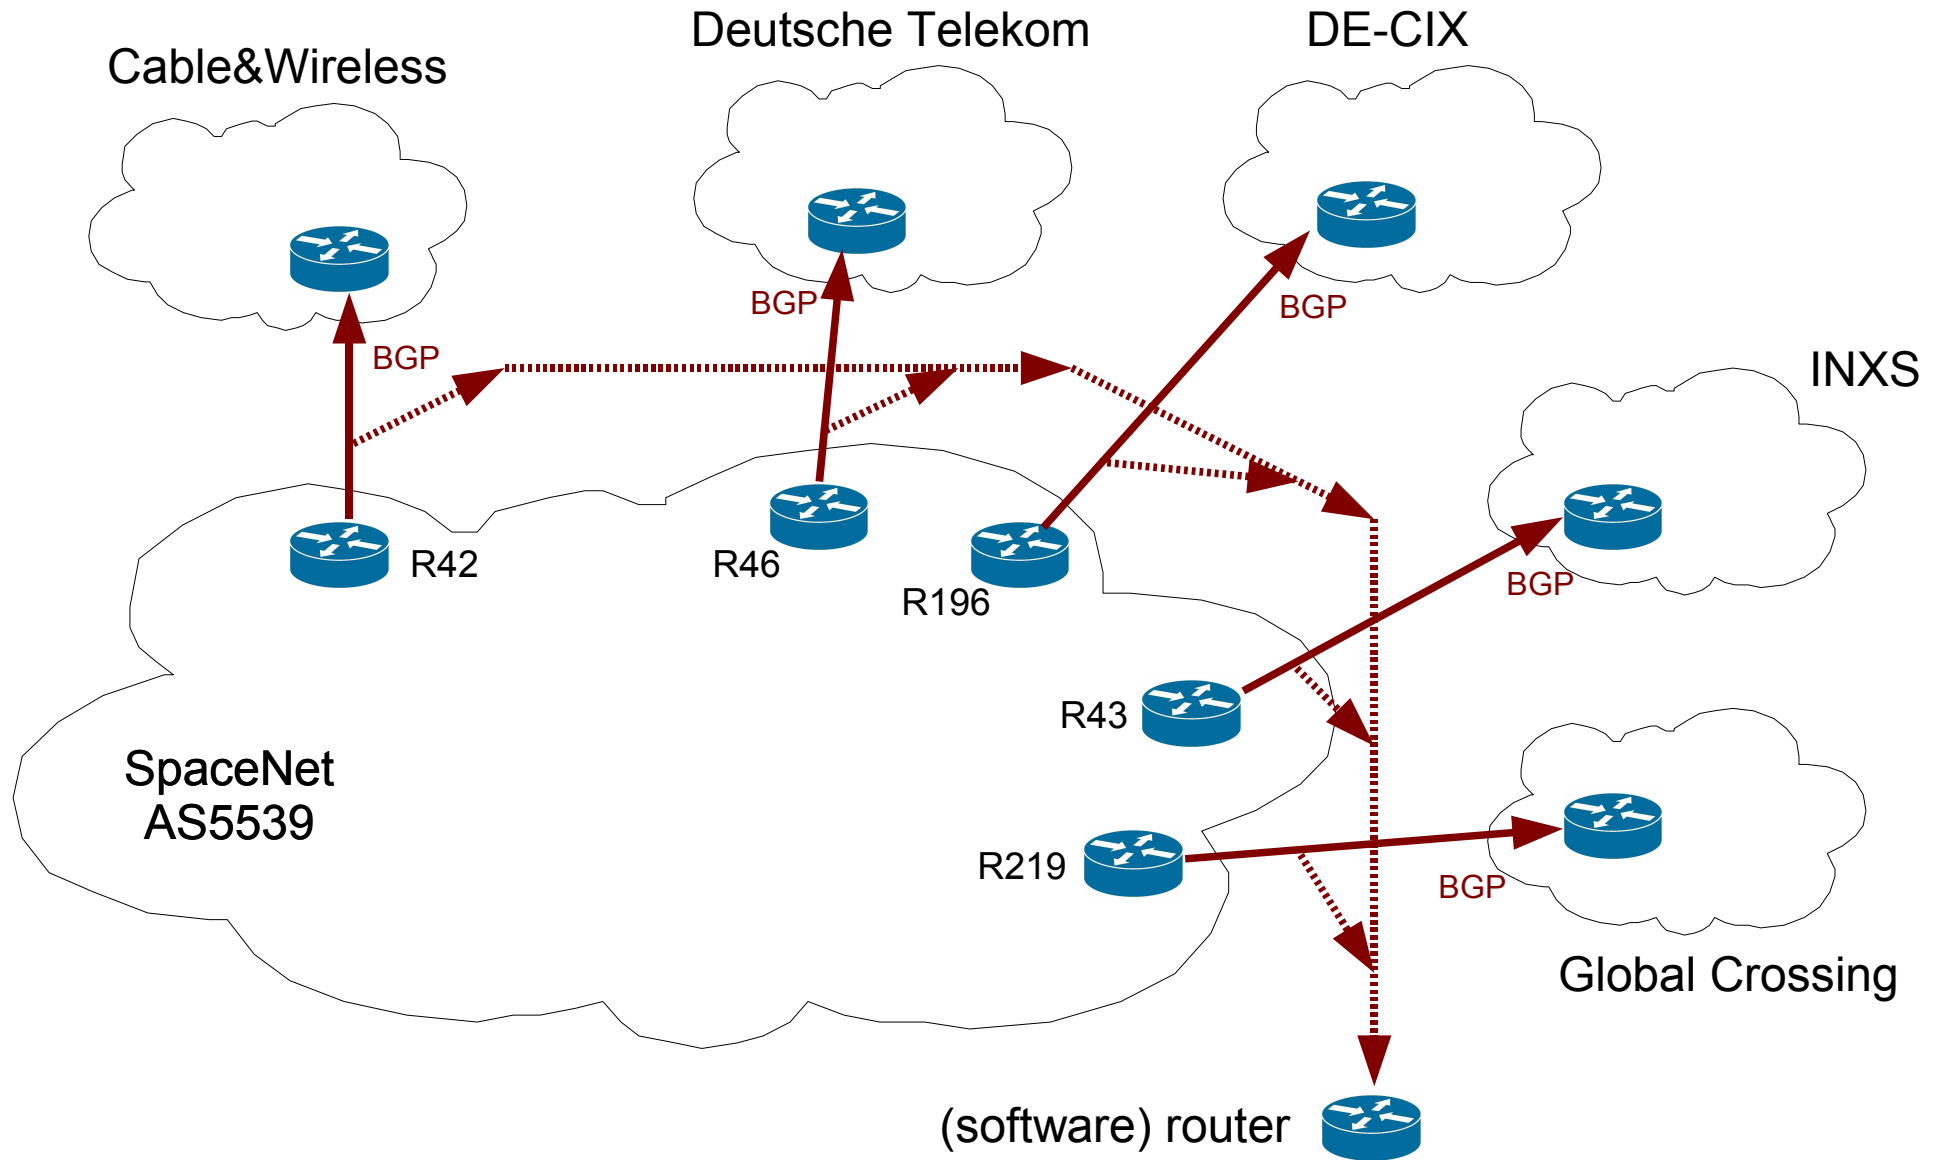 Deutsche Telekom
DE-CIX
Cable&Wireless
BGP
BGP
BGP
INXS
R42
R46
R196
BGP
R43
SpaceNet
AS5539
R219
BGP
Global Crossing
(software) router